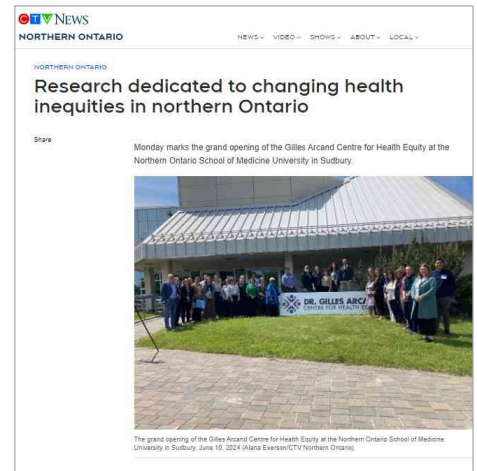 CTV NEWS
NORTHERN ONTARIO
NEWS VIDEO SHOWS ABOUT LOCAL
NORTHERN ONTARIO
Research dedicated to changing health
inequities in northern Ontario
Share
Monday marks the grand opening of the Gilles Arcand Centre for Health Equity at the
Northern Ontario School of Medicine University in Sudbury.
DR. GILLES ARCA
CENTRE FOR HEALTH EQ
The grand opening of the Gilles Arcand Centre for Health Equity at the Northern Ontario School of Medicine
University in Sudbury. June 10, 2024 (Alana Everson/CTV Northern Ontario)